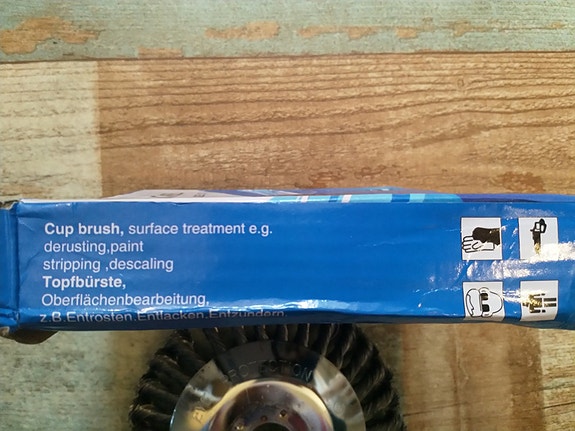 Cup brush, surface treatment e.g.
derusting,paint
stripping ,descaling
Topfbürste,
Oberflächenbearbeitung,
z.B.Entrosten,Entlacken,Entzundern